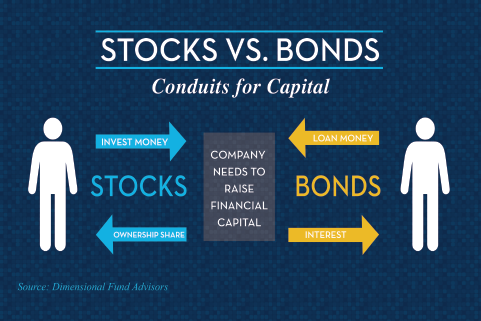 STOCKS VS. BONDS
Conduits for Capital
INVEST MONEY
STOCKS
OWNERSHIP SHARE
COMPANY
NEEDS TO
RAISE
FINANCIAL
CAPITAL
LOAN MONEY
BONDS
INTEREST
Source: Dimensional Fund Advisors